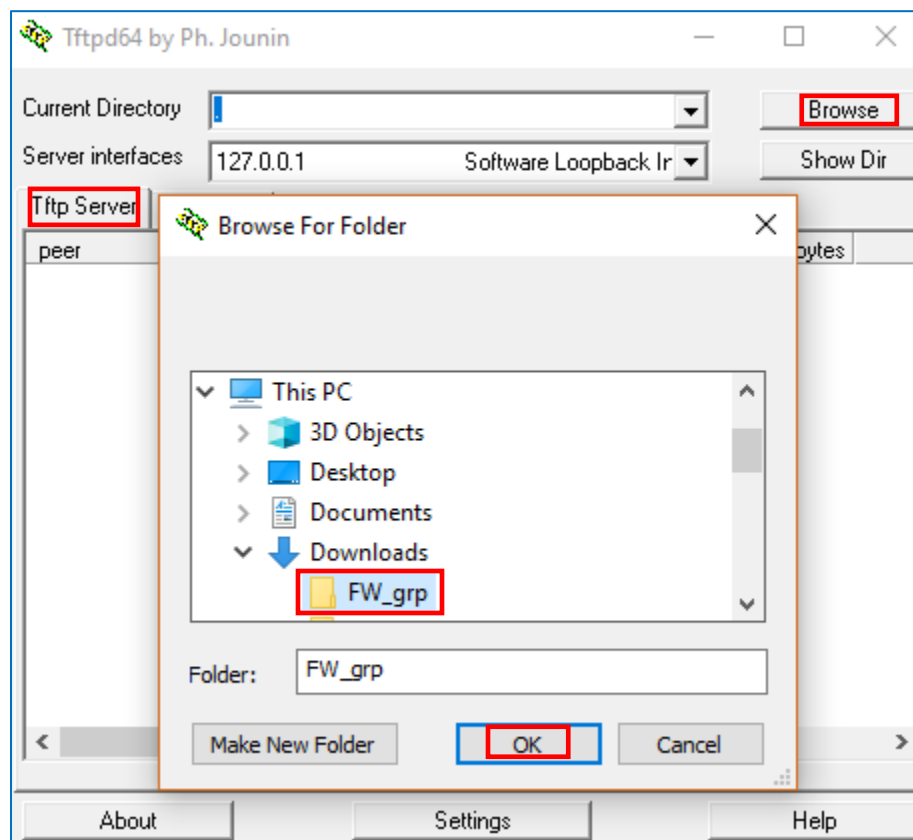 Tftpd64 by Ph. Jounin
Current Directory . Browse
Server interfaces 127.0.0.1 Software Loopback Ir Show Dir
Tftp Server
Browse For Folder
peer bytes
This PC
3D Objects
Desktop
Documents
Downloads
FW_grp
Folder: FW_grp
Make New Folder OK Cancel
About Settings Help